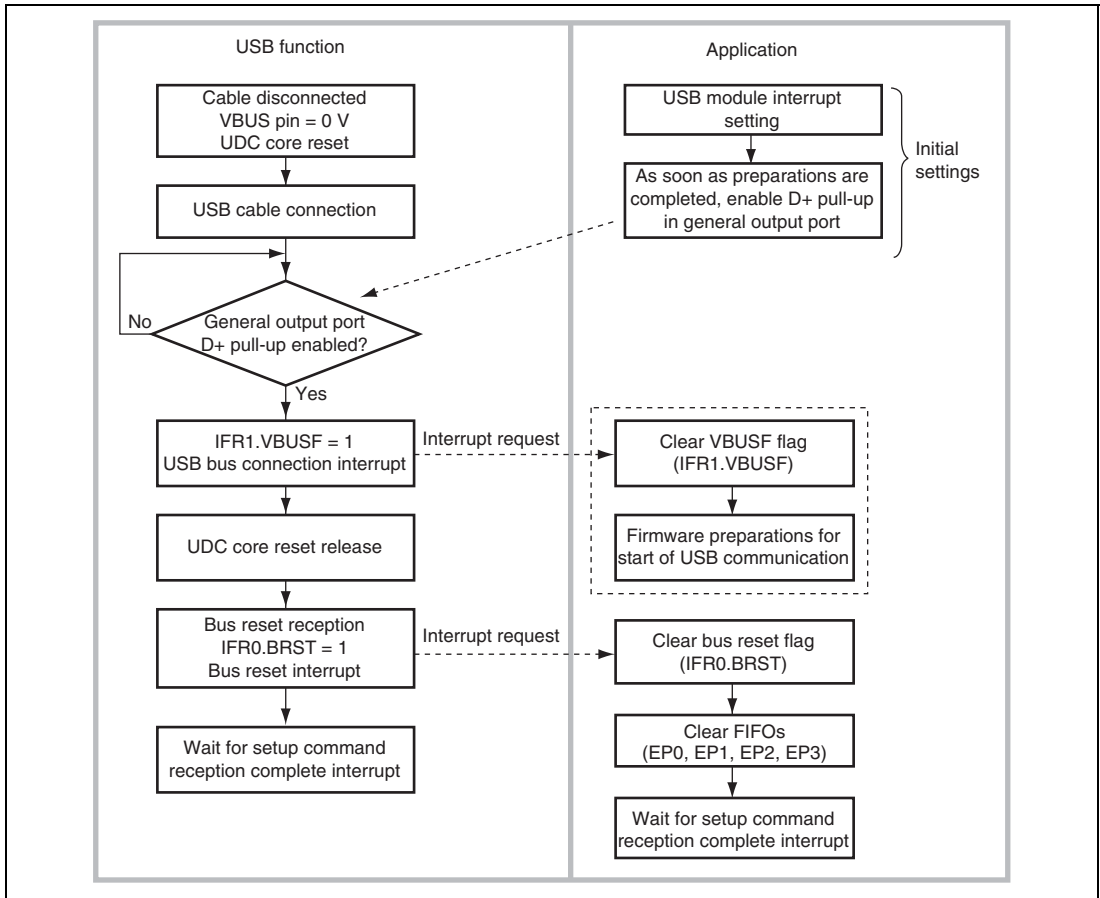 USB function
Cable disconnected
VBUS pin = 0 V
UDC core reset
USB cable connection
No
General output port
D+ pull-up enabled?
Yes
IFR1.VBUSF = 1
USB bus connection interrupt
Interrupt request
UDC core reset release
Bus reset reception
IFR0.BRST = 1
Bus reset interrupt
Interrupt request
Wait for setup command
reception complete interrupt
Application
USB module interrupt
setting
As soon as preparations are
completed, enable D+ pull-up
in general output port
Initial
settings
Clear VBUSF flag
(IFR1.VBUSF)
Firmware preparations for
start of USB communication
Clear bus reset flag
(IFR0.BRST)
Clear FIFOs
(EP0, EP1, EP2, EP3)
Wait for setup command
reception complete interrupt